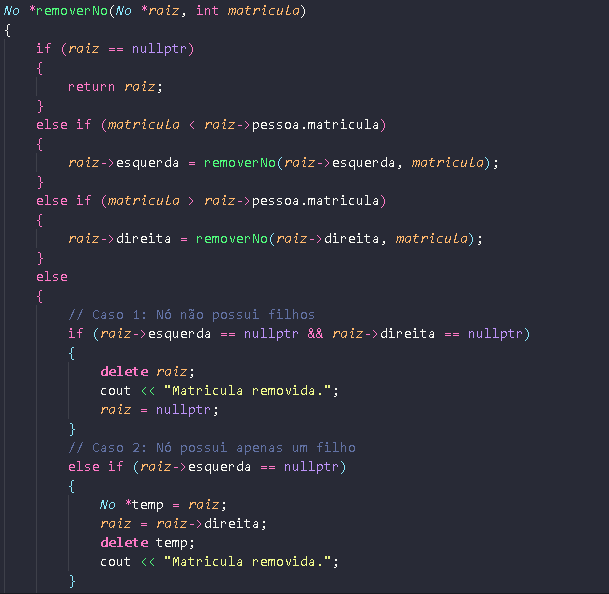 No *removerNo(No *raiz, int matricula)
{
    if (raiz == nullptr)
    {
        return raiz;
    }
    else if (matricula < raiz->pessoa.matricula)
    {
        raiz->esquerda = removerNo(raiz->esquerda, matricula);
    }
    else if (matricula > raiz->pessoa.matricula)
    {
        raiz->direita = removerNo(raiz->direita, matricula);
    }
    else
    {
        // Caso 1: Nó não possui filhos
        if (raiz->esquerda == nullptr && raiz->direita == nullptr)
        {
            delete raiz;
            cout << "Matricula removida.";
            raiz = nullptr;
        }
        // Caso 2: Nó possui apenas um filho
        else if (raiz->esquerda == nullptr)
        {
            No *temp = raiz;
            raiz = raiz->direita;
            delete temp;
            cout << "Matricula removida.";
        }